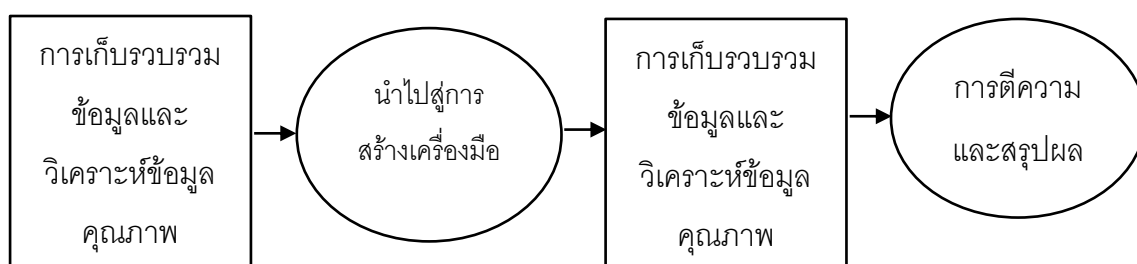 การเก็บรวบรวม
ข้อมูลและ
วิเคราะห์ข้อมูล
คุณภาพ
นำไปสู่การ
สร้างเครื่องมือ
การเก็บรวบรวม
ข้อมูลและ
วิเคราะห์ข้อมูล
คุณภาพ
การตีความ
และสรุปผล